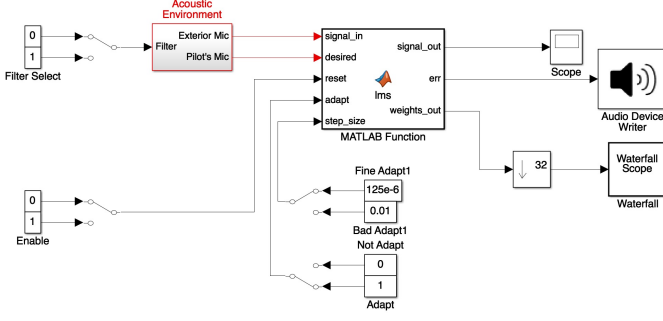 Acoustic
Environment
0
1
Filter Select
Filter
Exterior Mic
Pilot's Mic
signal_in
desired
reset
adapt
step_size
lms
signal_out
err
weights_out
MATLAB Function
Scope
Audio Device
Writer
32
Waterfall
Scope
Waterfall
0
1
Enable
Fine Adapt1
125e-6
0.01
Bad Adapt1
Not Adapt
0
1
Adapt